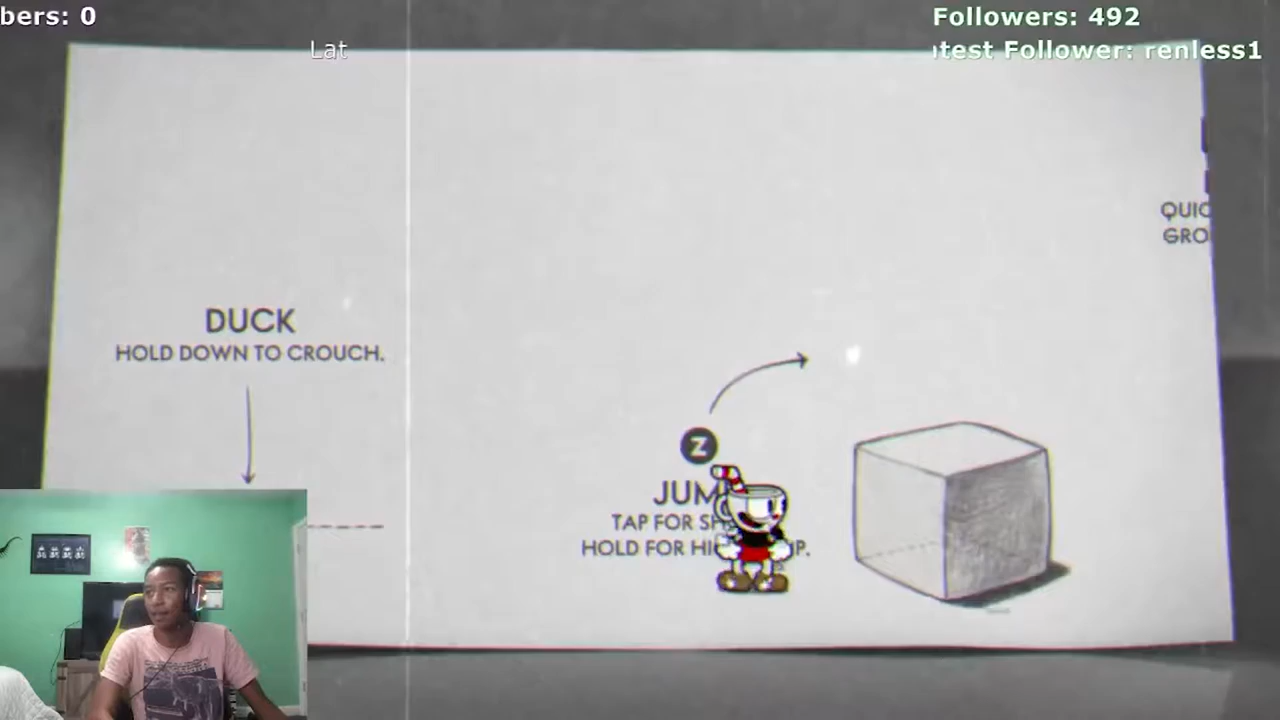 bers: 0
Followers: 492
Lat
test Follower: renless1
QUIC
GRO
DUCK
HOLD DOWN TO CROUCH.
Z
JUM
TAP FOR SH
HOLD FOR HI P.